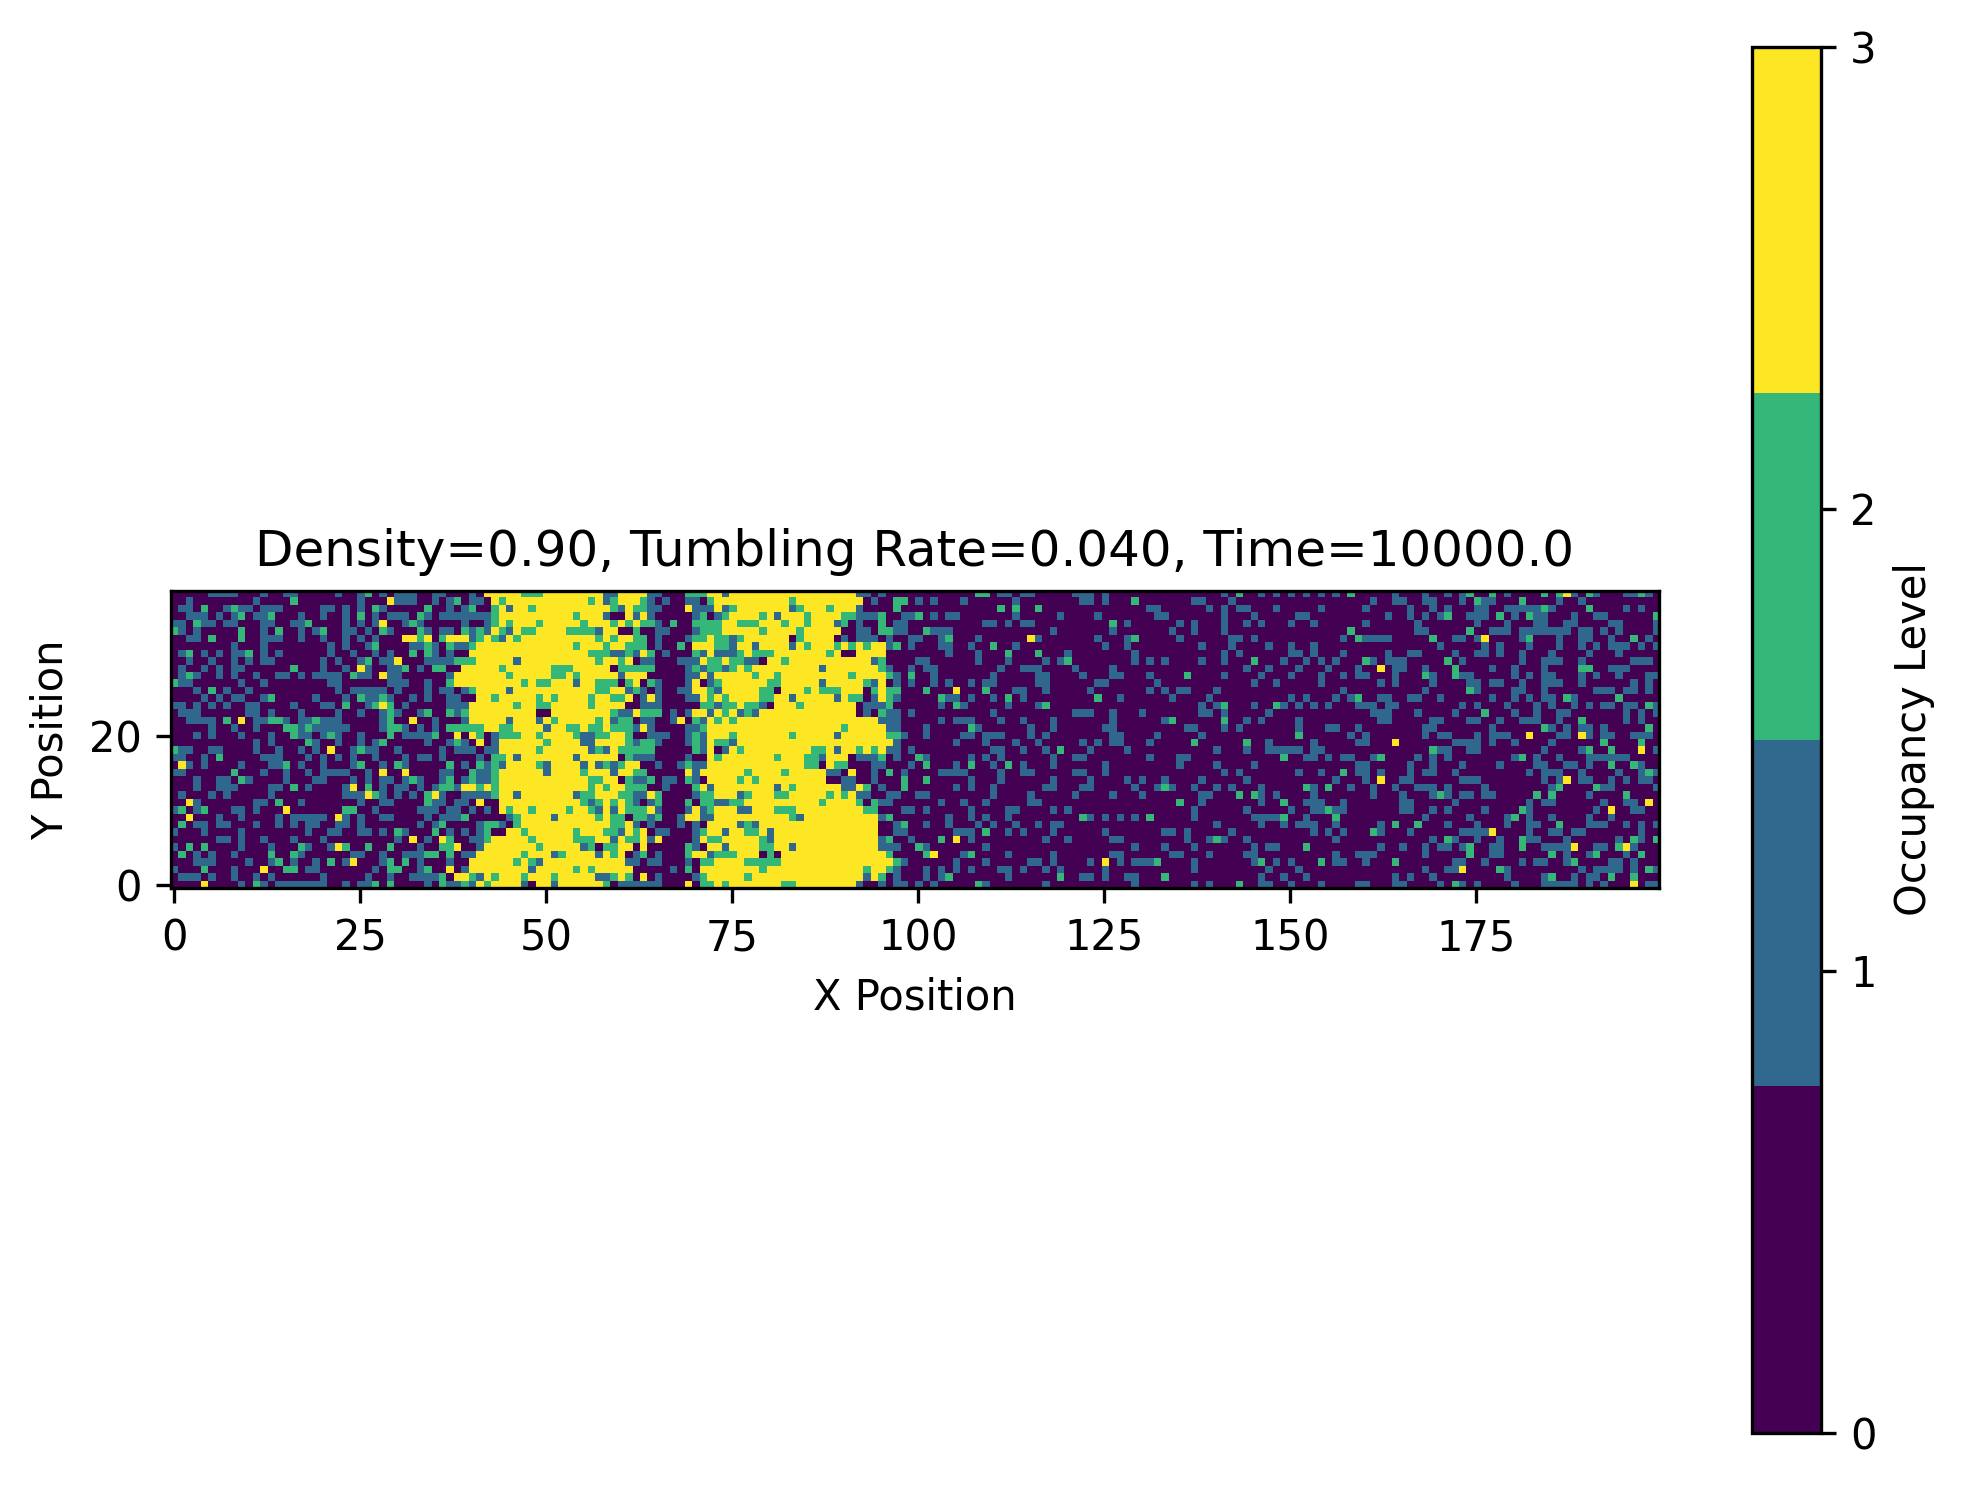 Density=0.90, Tumbling Rate=0.040, Time=10000.0
Y Position
20
0
0 25 50 75 100 125 150 175
X Position
3
2
1
0
Occupancy Level